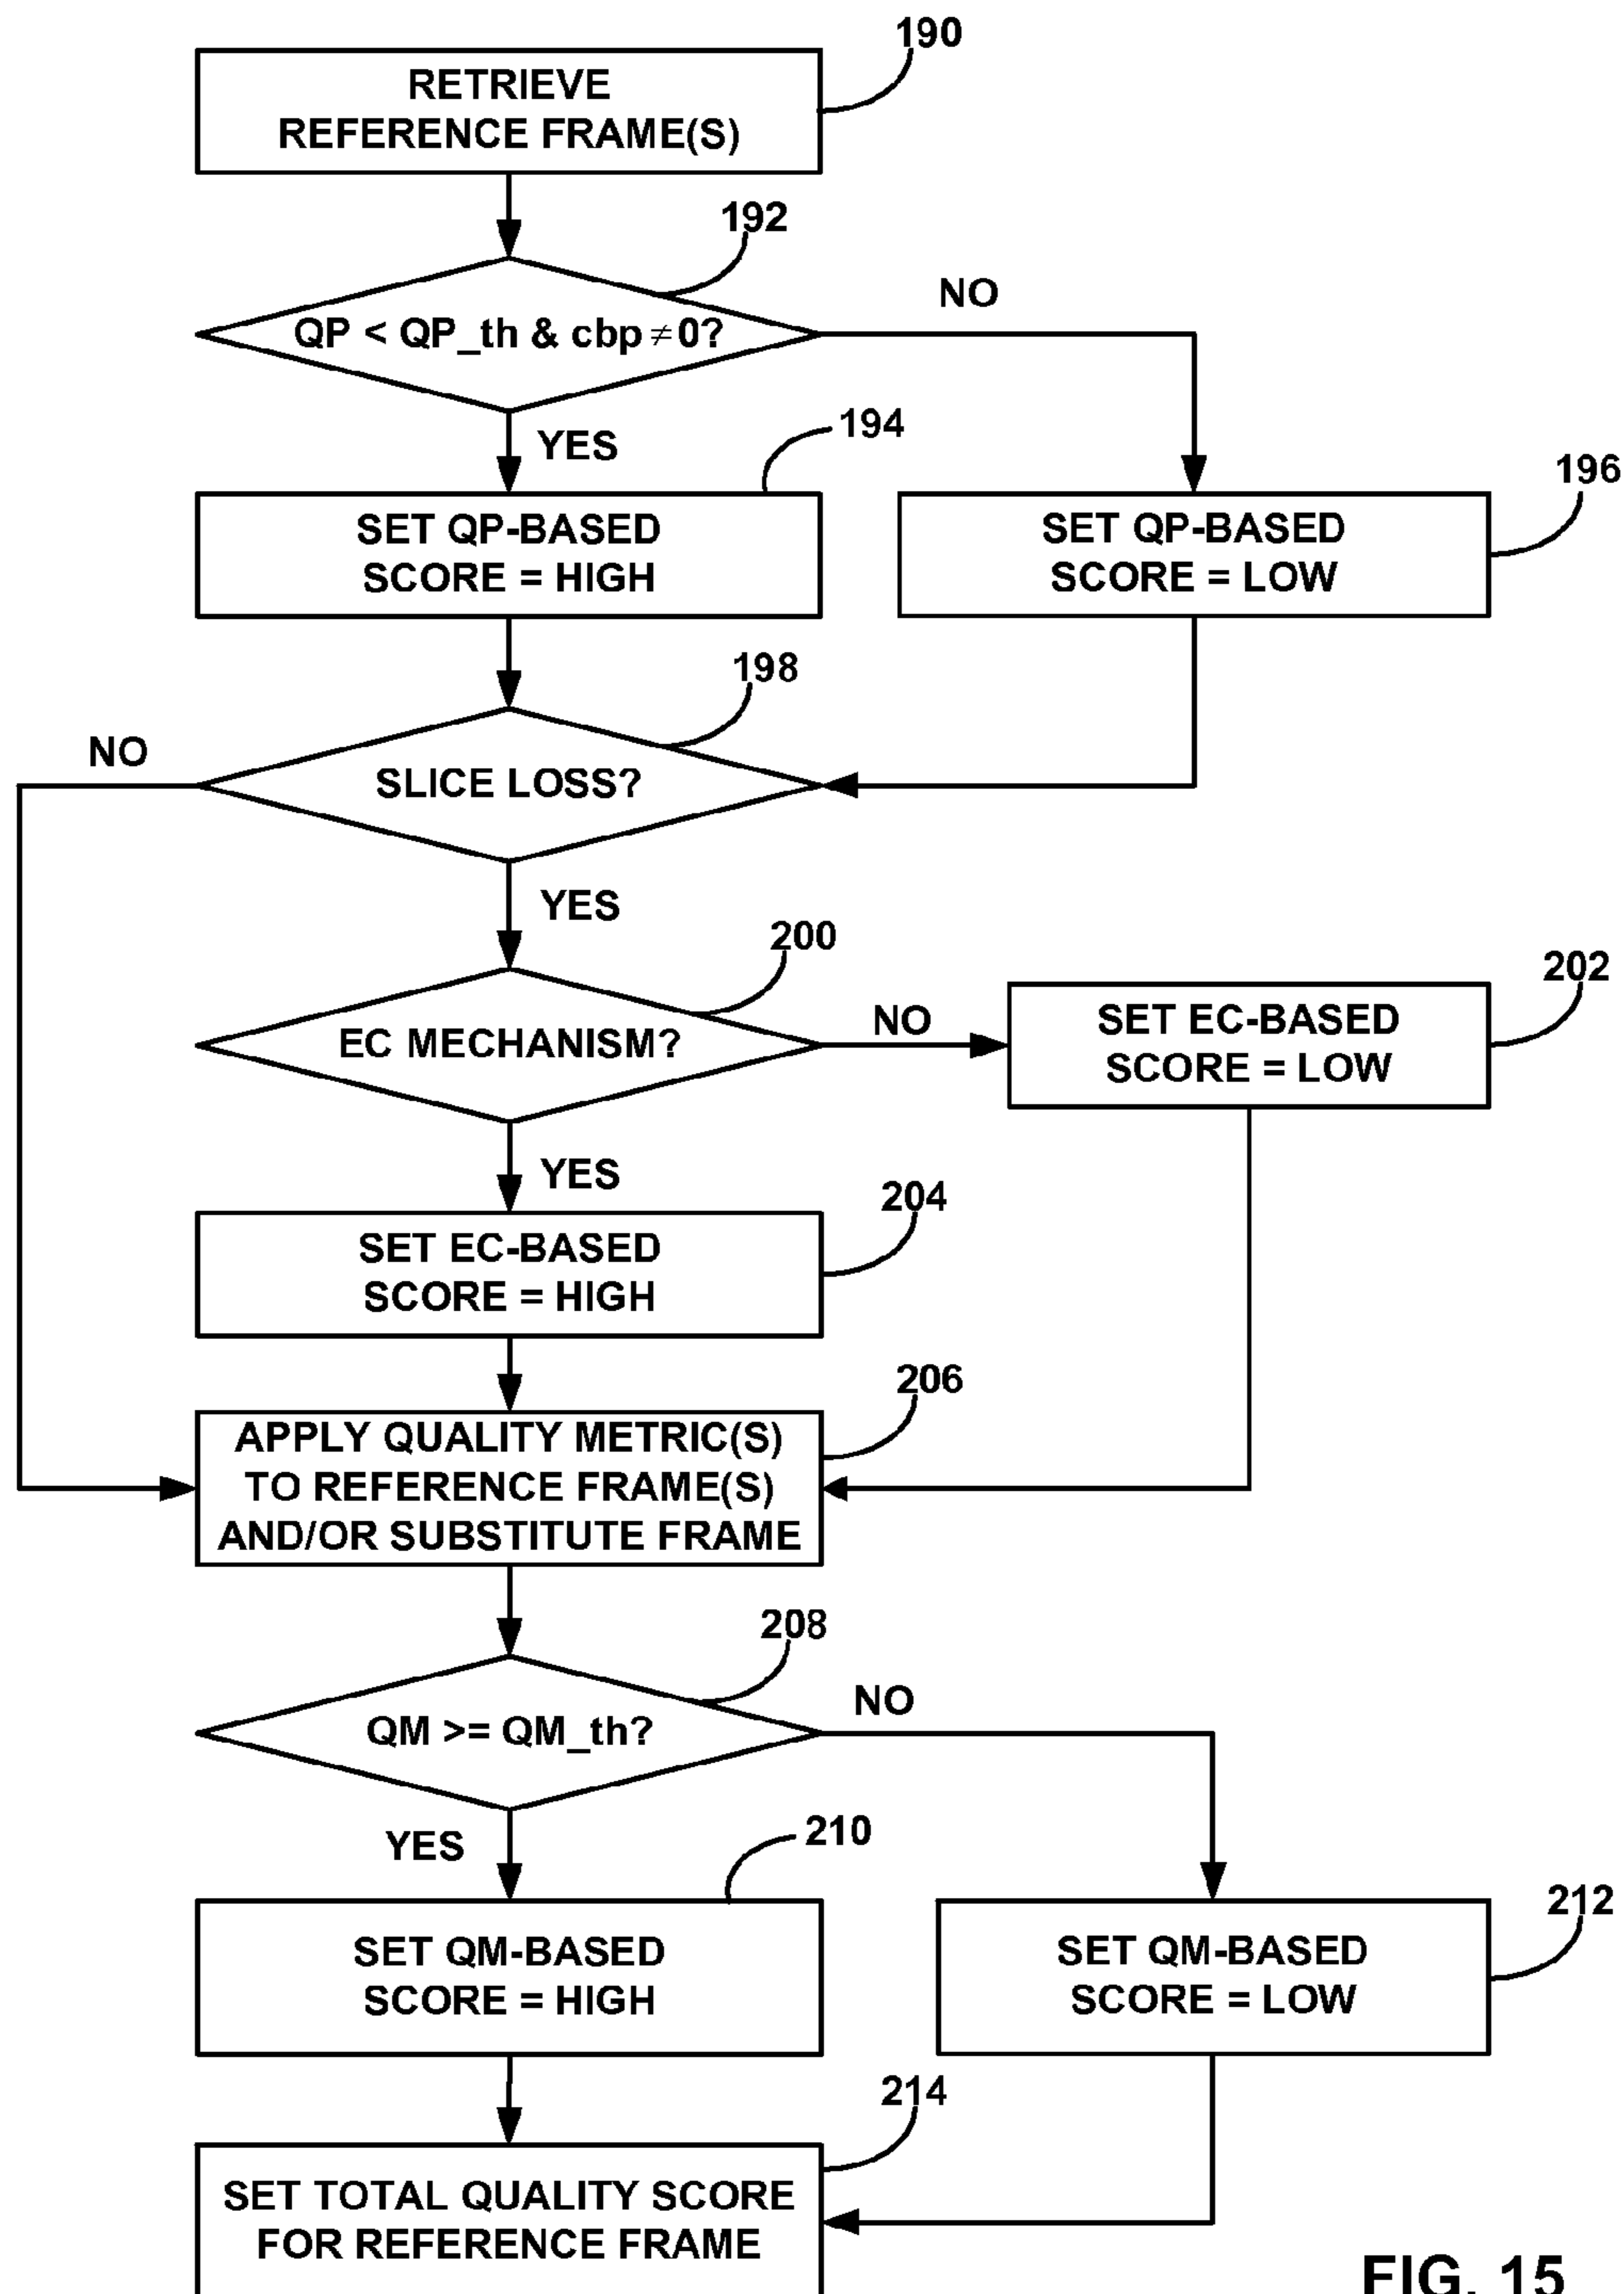 190
RETRIEVE
REFERENCE FRAME(S)
192
QP < QP_th & cbp ≠ 0?
NO
YES
194
196
SET QP-BASED
SCORE = HIGH
SET QP-BASED
SCORE = LOW
198
NO
SLICE LOSS?
YES
200
202
EC MECHANISM?
NO
SET EC-BASED
SCORE = LOW
YES
204
SET EC-BASED
SCORE = HIGH
206
APPLY QUALITY METRIC(S)
TO REFERENCE FRAME(S)
AND/OR SUBSTITUTE FRAME
208
NO
QM >= QM_th?
YES
210
212
SET QM-BASED
SCORE = HIGH
SET QM-BASED
SCORE = LOW
214
SET TOTAL QUALITY SCORE
FOR REFERENCE FRAME
FIG. 15